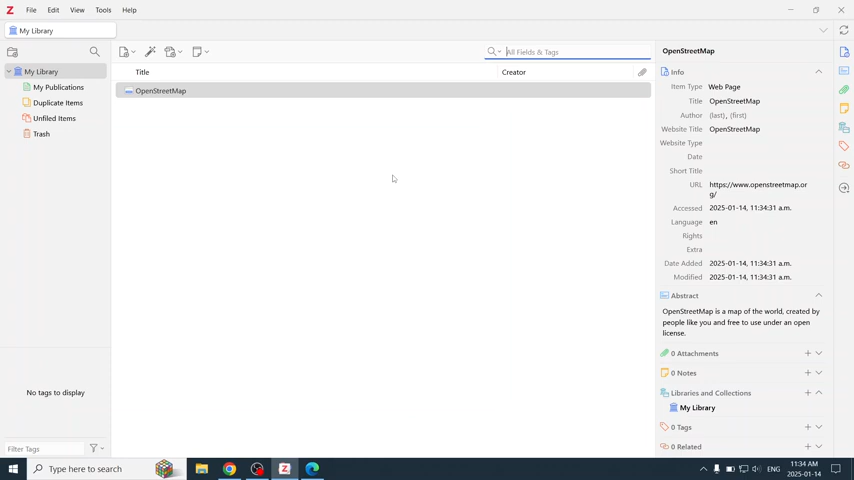 Z File Edit View Tools Help
My Library
My Library
My Publications
Duplicate Items
Unfiled Items
Trash
No tags to display
Filter Tags
All Fields & Tags
Title Creator
OpenStreetMap
OpenStreetMap
Info
Item Type Web Page
Title OpenStreetMap
Author (last), (first)
Website Title OpenStreetMap
Website Type
Date
Short Title
URL https://www.openstreetmap.or
g/
Accessed 2025-01-14, 11:34:31 a.m.
Language en
Rights
Extra
Date Added 2025-01-14, 11:34:31 a.m.
Modified 2025-01-14, 11:34:31 a.m.
Abstract
OpenStreetMap is a map of the world, created by
people like you and free to use under an open
license.
0 Attachments
0 Notes
Libraries and Collections
My Library
0 Tags
0 Related
Type here to search
Z
ENG
11:34 AM
2025-01-14